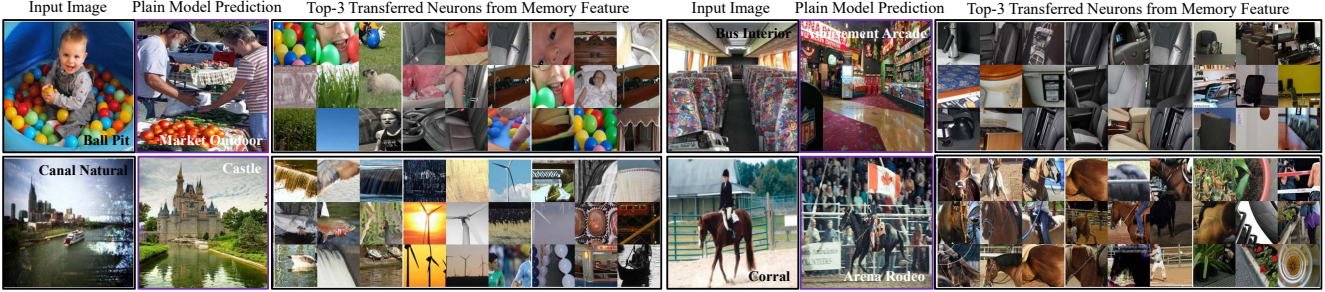 Input Image Plain Model Prediction Top-3 Transferred Neurons from Memory Feature Input Image Plain Model Prediction Top-3 Transferred Neurons from Memory Feature
Ball Pit
Market Outdoor
Bus Interior
Amusement Arcade
Canal Natural
Castle
Corral
Arena Rodeo